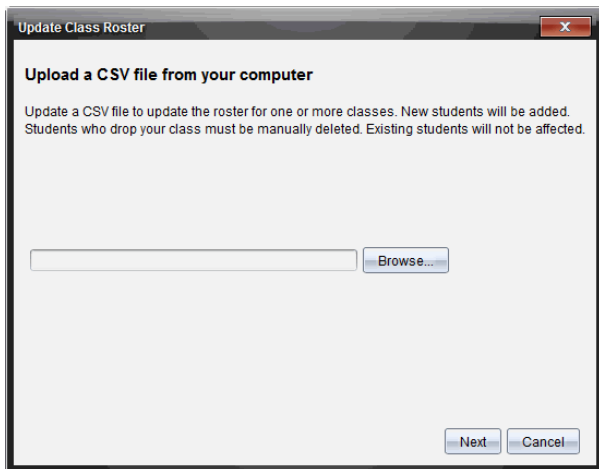 Update Class Roster
X
Upload a CSV file from your computer
Update a CSV file to update the roster for one or more classes. New students will be added.
Students who drop your class must be manually deleted. Existing students will not be affected.
Browse...
Next Cancel